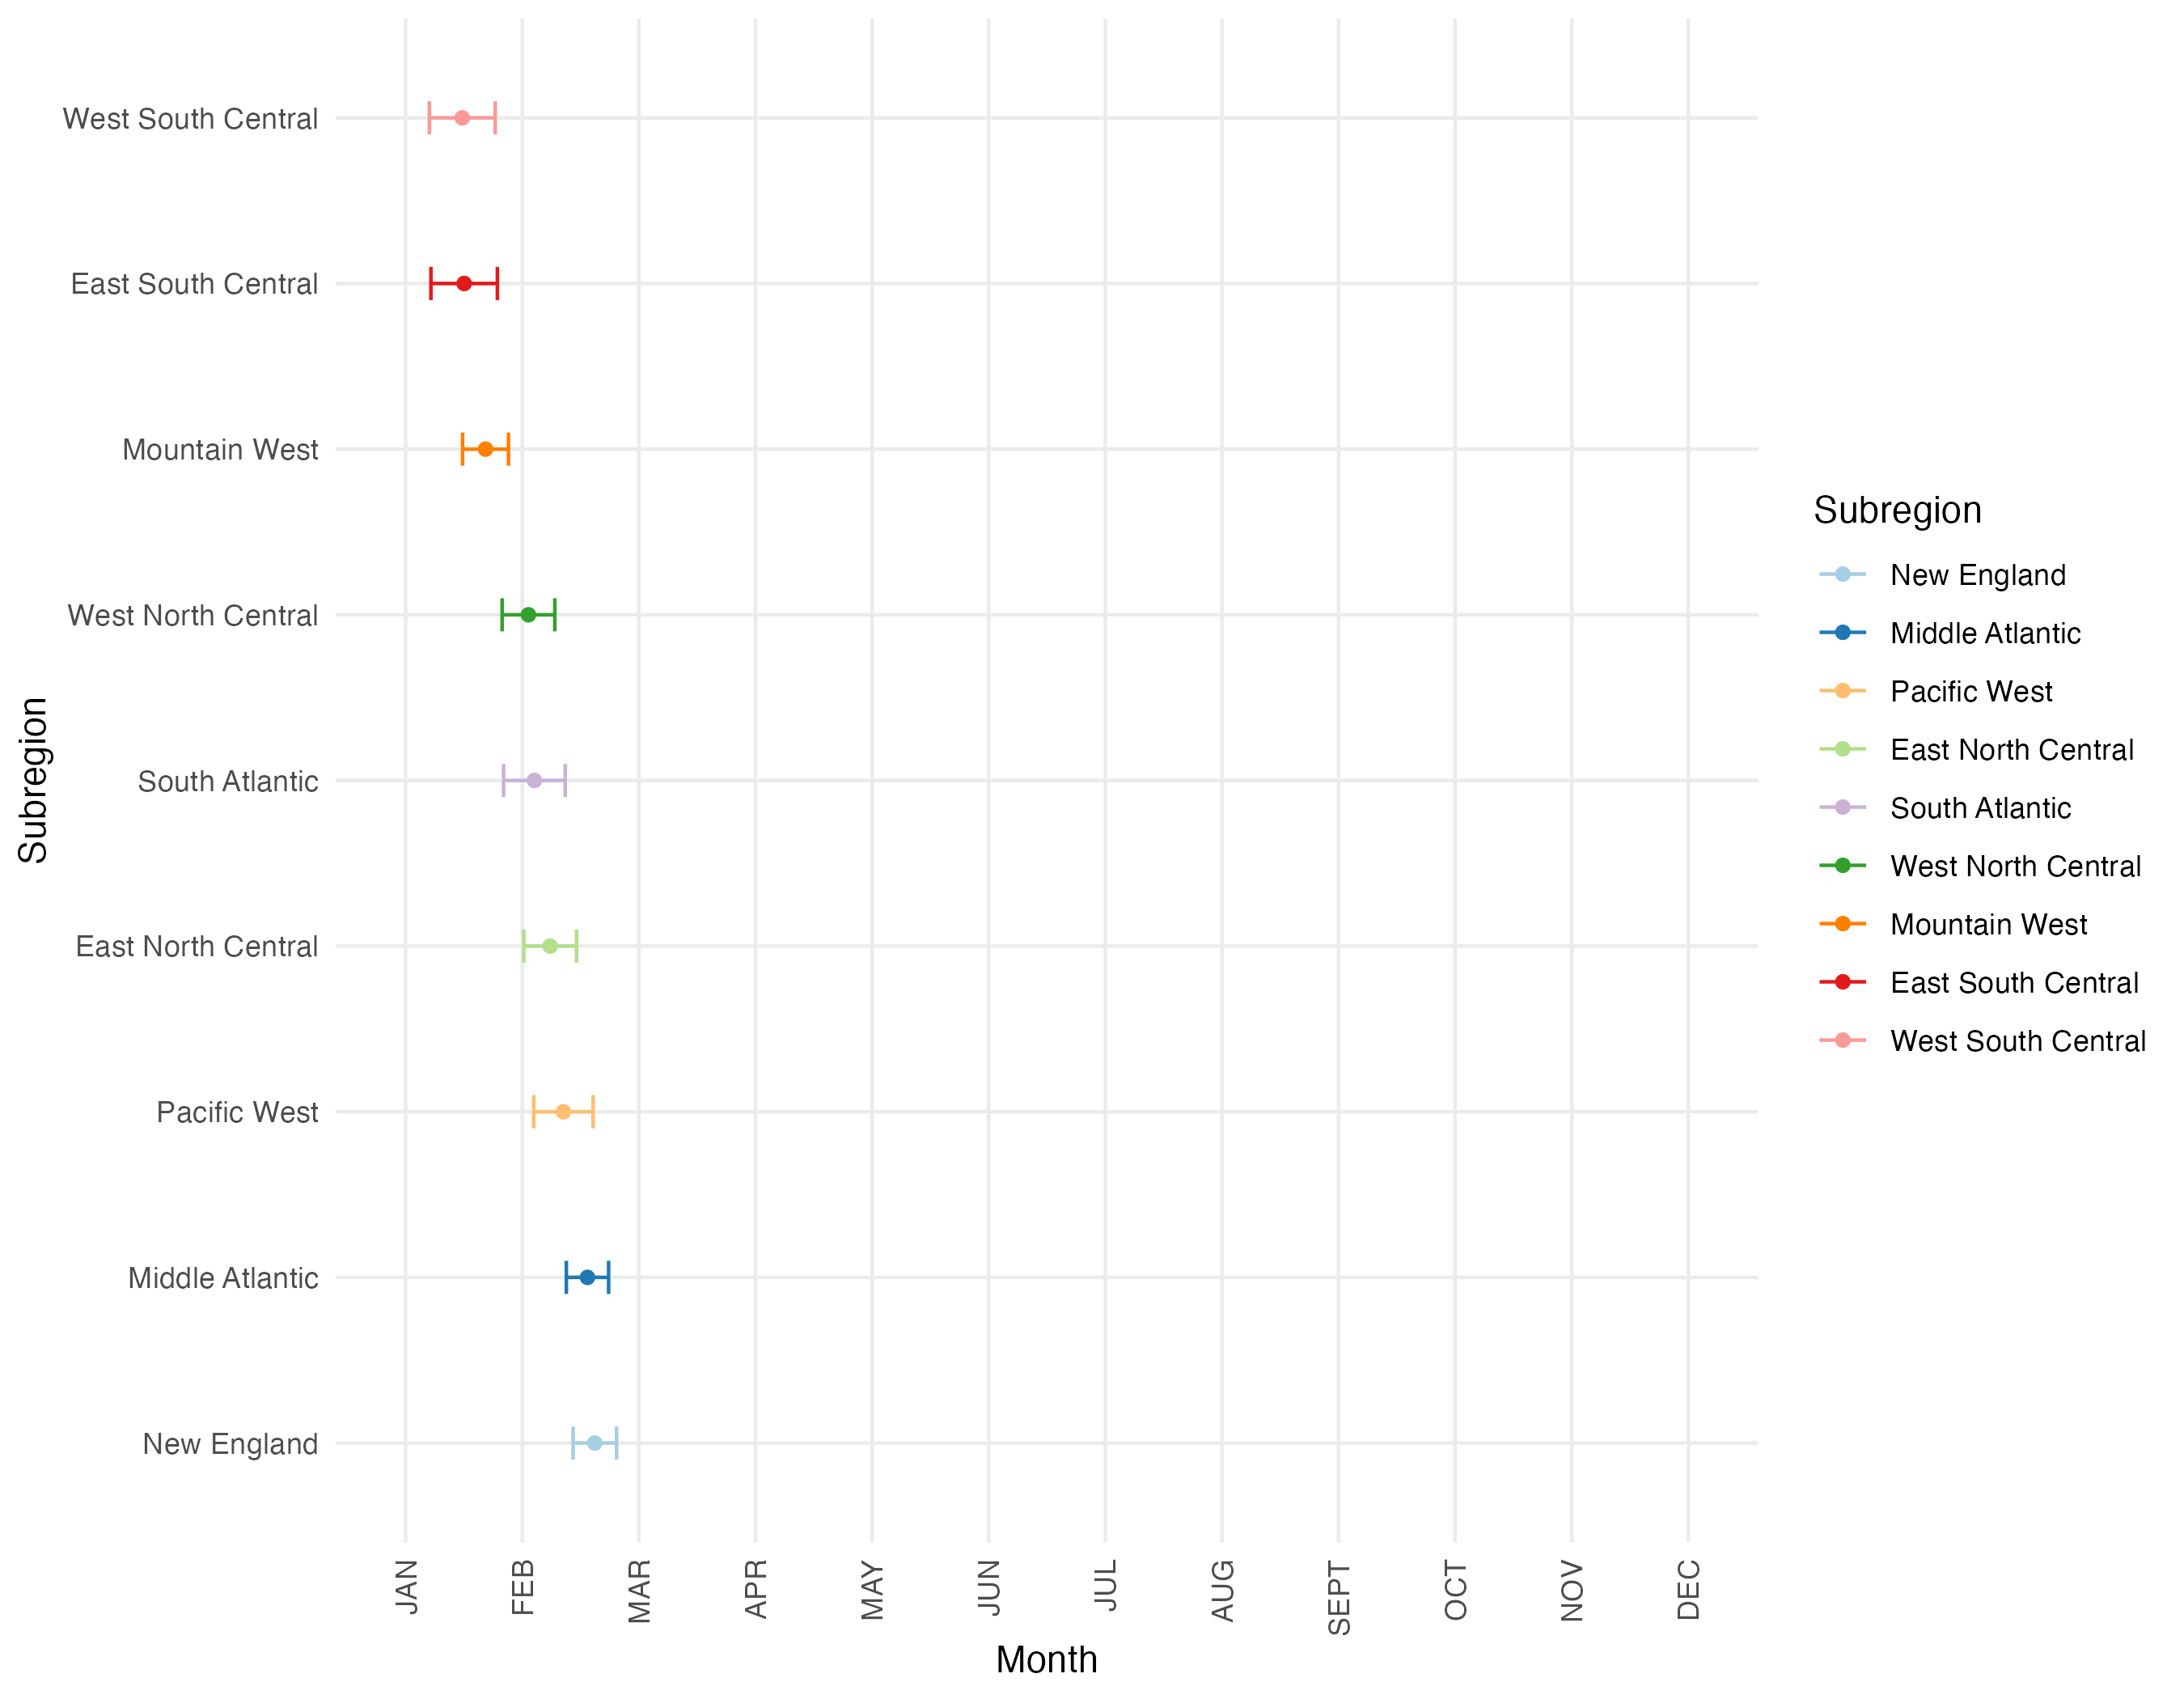 West South Central
East South Central
Mountain West
West North Central
South Atlantic
East North Central
Pacific West
Middle Atlantic
New England
Subregion
JAN
FEB
MAR
APR
MAY
JUN
JUL
AUG
SEPT
OCT
NOV
DEC
Month
Subregion
New England
Middle Atlantic
Pacific West
East North Central
South Atlantic
West North Central
Mountain West
East South Central
West South Central